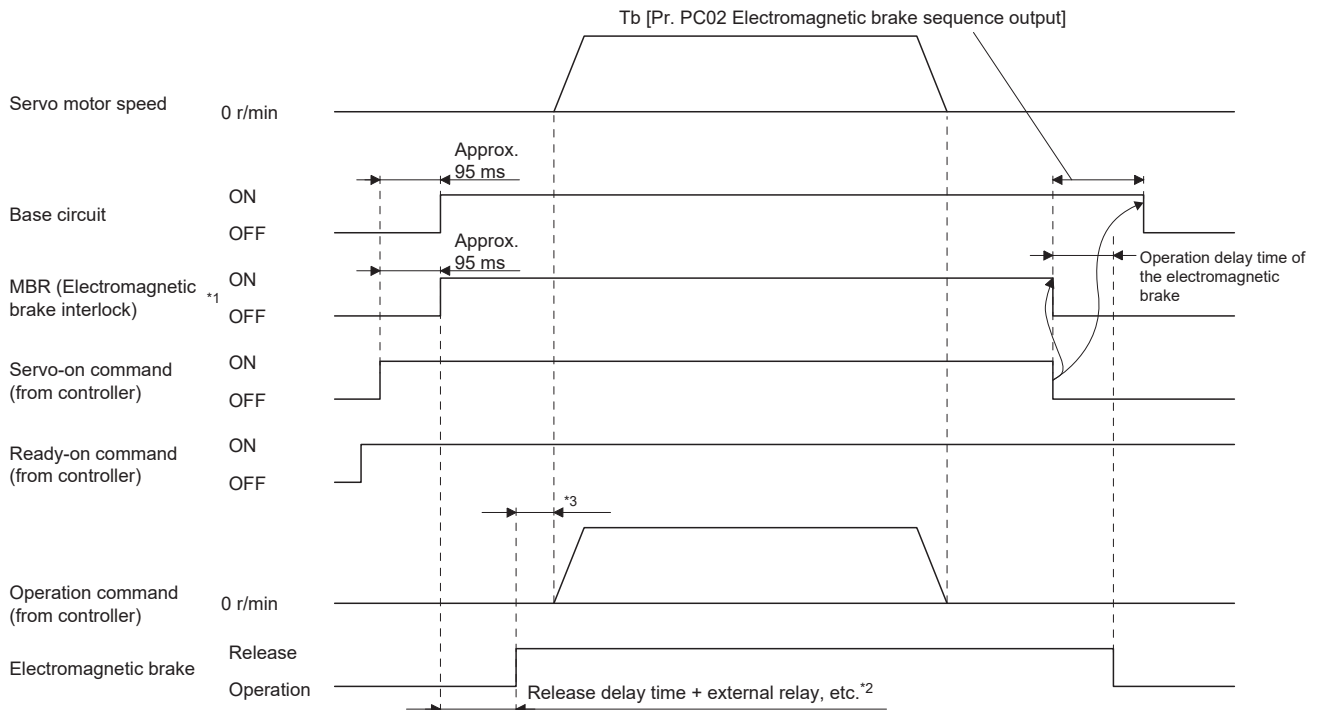 Tb [Pr. PC02 Electromagnetic brake sequence output]
Servo motor speed
0 r/min
Approx.
95 ms
Base circuit
ON
OFF
Approx.
95 ms
Operation delay time of
the electromagnetic
brake
MBR (Electromagnetic
brake interlock) *1
ON
OFF
Servo-on command
(from controller)
ON
OFF
Ready-on command
(from controller)
ON
OFF
*3
Operation command
(from controller)
0 r/min
Electromagnetic brake
Release
Operation
Release delay time + external relay, etc.*2